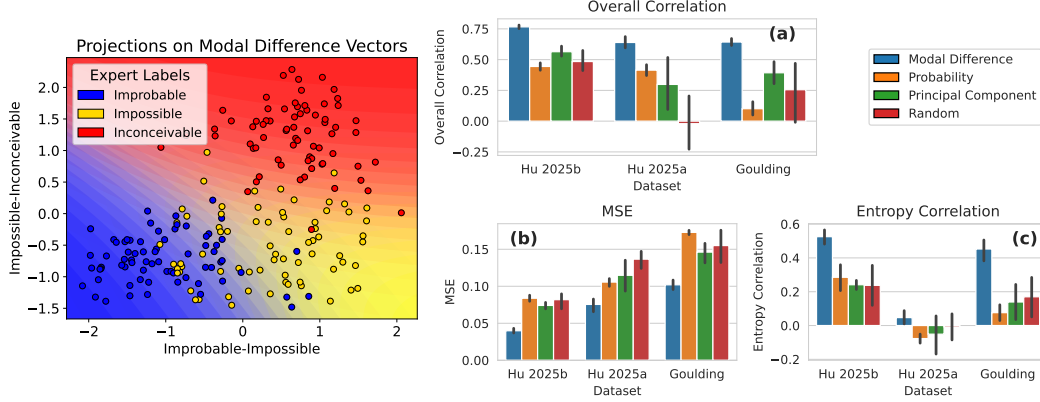 Projections on Modal Difference Vectors
Expert Labels
Improbable
Impossible
Inconceivable
Impossible-Inconceivable
2.0
1.5
1.0
0.5
0.0
−0.5
−1.0
−1.5
−2
−1
0
1
2
Improbable-Impossible
Overall Correlation
(a)
Overall Correlation
0.75
0.50
0.25
0.00
−0.25
Hu 2025b
Hu 2025a
Goulding
Dataset
Modal Difference
Probability
Principal Component
Random
MSE
(b)
MSE
0.15
0.10
0.05
0.00
Hu 2025b
Hu 2025a
Goulding
Dataset
Entropy Correlation
(c)
Entropy Correlation
0.6
0.4
0.2
0.0
−0.2
Hu 2025b
Hu 2025a
Goulding
Dataset